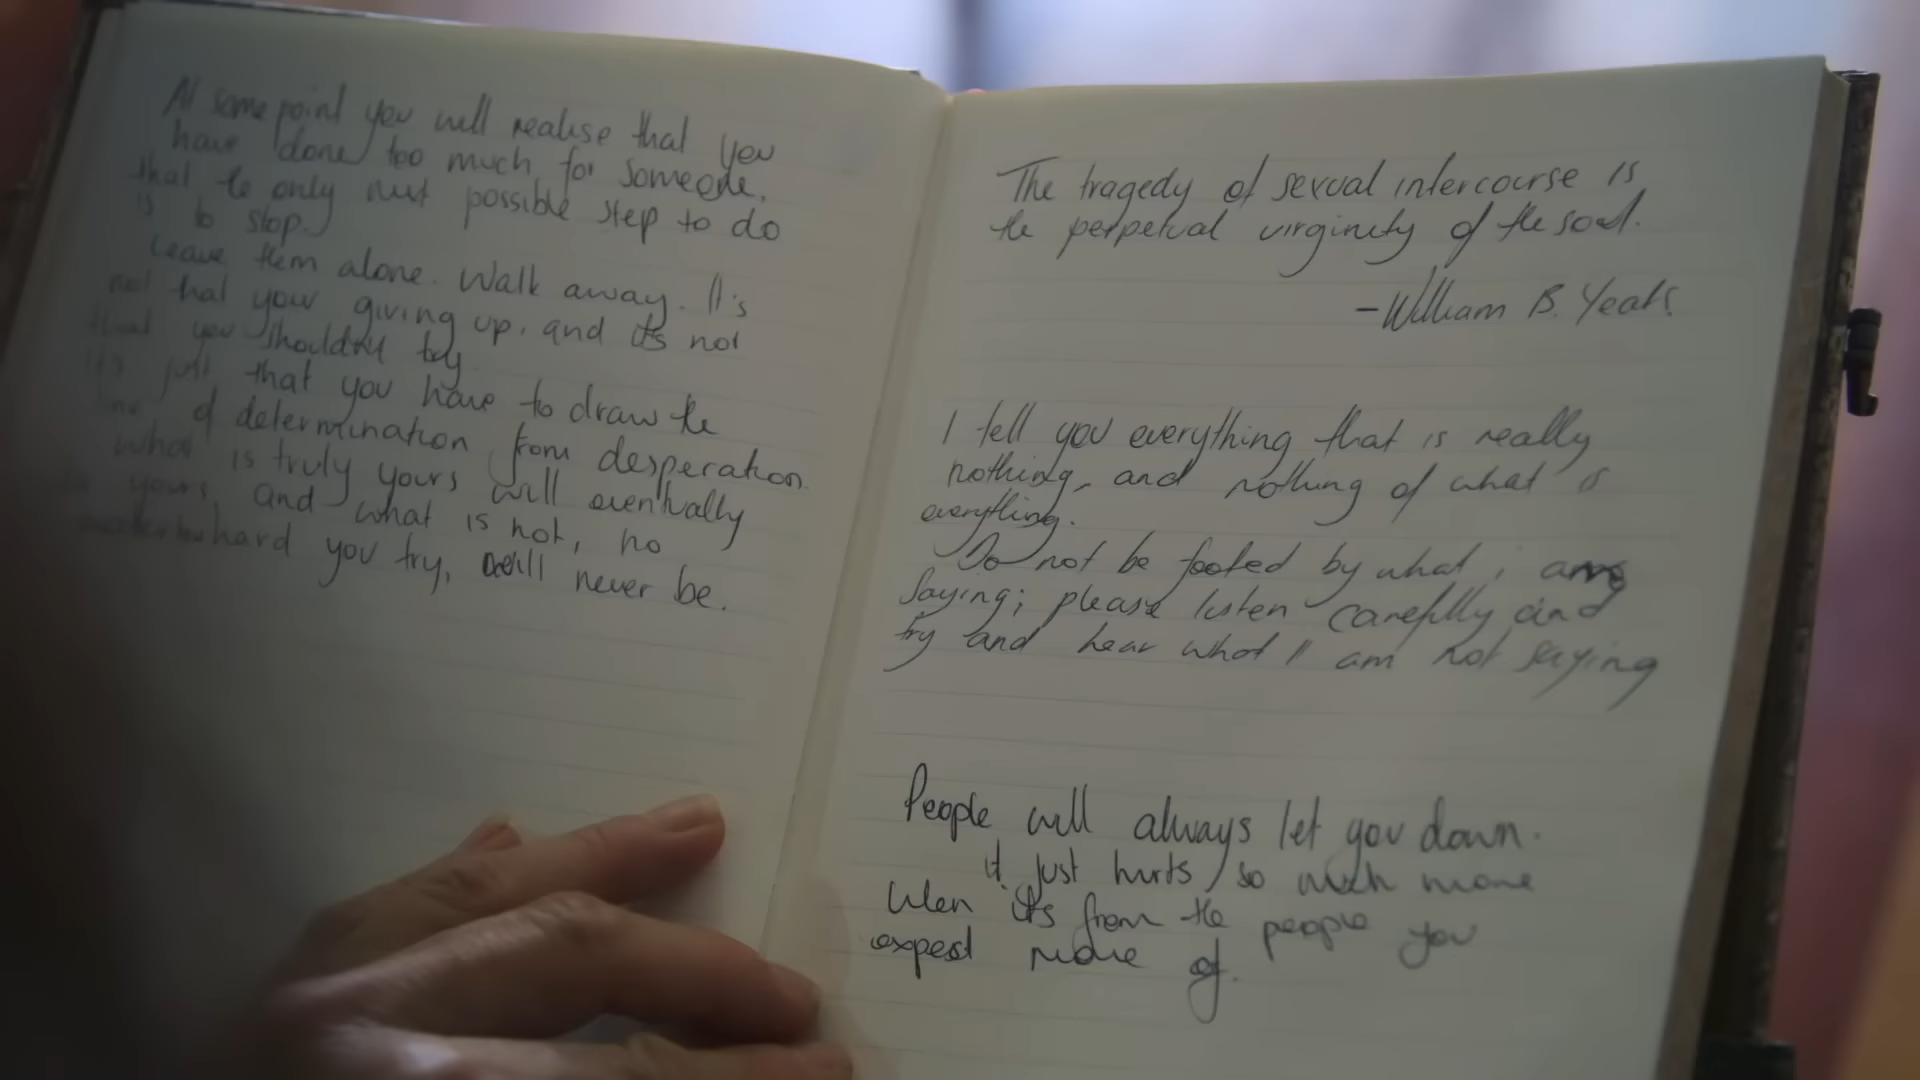 At some point you will realise that you
have done too much for someone,
that the only next possible step to do
is to stop.
Leave them alone. Walk away. It's
not that your giving up, and it's not
that you shouldn't try
it's just that you have to draw the
line of determination from desperation.
what is truly yours will eventually
be yours, and what is not, no
matter how hard you try, will never be.
The tragedy of sexual intercourse is
the perpetual virginity of the soul.
-William B. Yeats.
I tell you everything that is really
nothing, and nothing of what is
everything.
Do not be fooled by what i am
saying; please listen carefully and
try and hear what I am not saying
People will always let you down.
it just hurts so much more
When it's from the people you
expect more of.